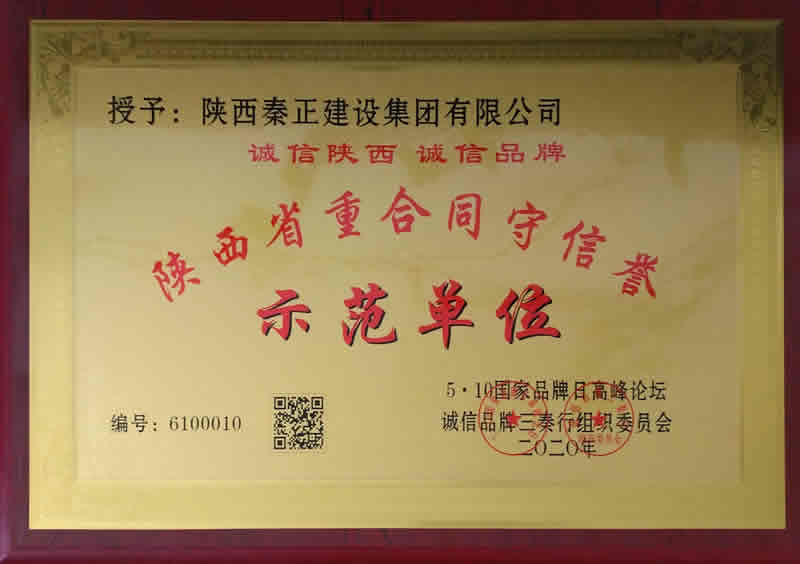 授予：陕西秦正建设集团有限公司
诚信陕西 诚信品牌
陕西省重合同守信誉
示范单位
编号：6100010
5·10国家品牌日高峰论坛
诚信品牌三秦行组织委员会
二〇二〇年